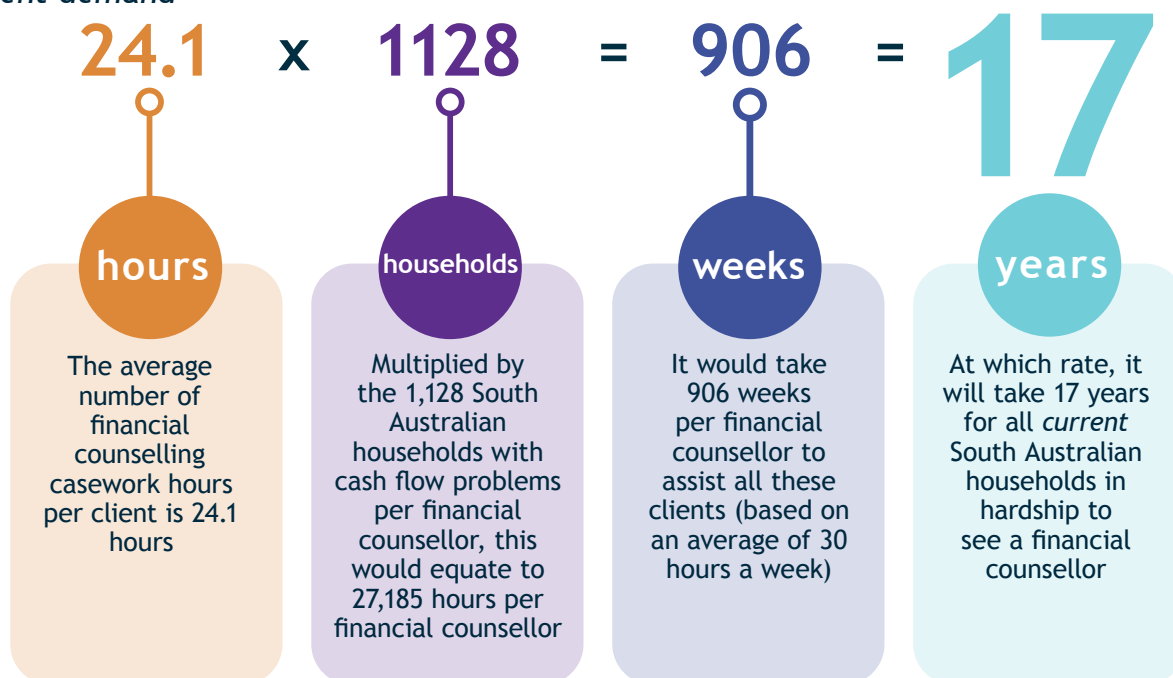 demand
24.1 x 1128 = 906 = 17
hours
The average
number of
financial
counselling
casework hours
per client is 24.1
hours
households
Multiplied by
the 1,128 South
Australian
households with
cash flow problems
per financial
counsellor, this
would equate to
27,185 hours per
financial counsellor
weeks
It would take
906 weeks
per financial
counsellor to
assist all these
clients (based on
an average of 30
hours a week)
years
At which rate, it
will take 17 years
for all current
South Australian
households in
hardship to
see a financial
counsellor